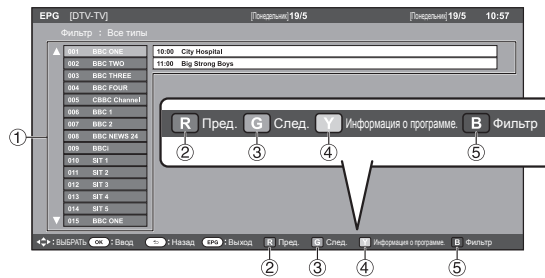 EPG [DTV-TV] [Понедельник] 19/5 [Понедельник] 19/5 10:57
Фильтр : Все типы
001 BBC ONE 10:00 City Hospital
002 BBC TWO 11:00 Big Strong Boys
003 BBC THREE
004 BBC FOUR
005 CBBC Channel
006 BBC 1
007 BBC 2
008 BBC NEWS 24
009 BBCi
010 SIT 1
011 SIT 2
012 SIT 3
013 SIT 4
014 SIT 5
015 BBC ONE
①
R Пред. G След. Y Информация о программе. B Фильтр
② ③ ④ ⑤
: ВЫБРАТЬ OK : Ввод : Назад EPG : Выход R Пред. G След. Y Информация о программе. B Фильтр
② ③ ④ ⑤